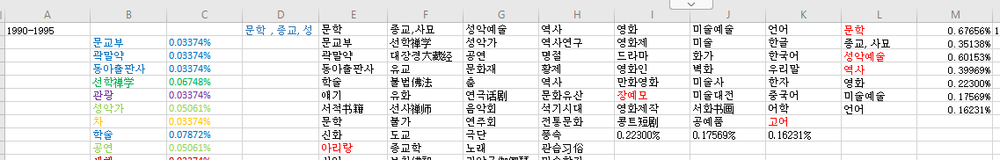 A B C D E F G H I J K L M
1990-1995 문학 , 종교, 성 문학 종교,사묘 성악예술 역사 영화 미술예술 언어 문학 0.67656% 1
문교부 0.03374% 문교부 선학禅学 성악가 역사연구 영화제 미술 한글 종교, 사묘 0.35138%
곽말약 0.03374% 곽말약 대장경大藏经 공연 명절 드라마 화가 한국어 성악예술 0.60153%
동아출판사 0.03374% 동아출판사 유교 문화재 황제 영화인 벽화 우리말 역사 0.39969%
선학禅学 0.06748% 학술 불법佛法 춤 역사 만화영화 미술사 한자 영화 0.22300%
관광 0.03374% 얘기 유화 연극话剧 문화유산 장예모 미술대전 중국어 미술예술 0.17569%
성악가 0.05061% 서적书籍 선사禅师 음악회 석기시대 영화제작 서화书画 어학 언어 0.16231%
차 0.03374% 문학 불가 연주회 전통문화 콩트短剧 공예품 고어
학술 0.07872% 신화 도교 극단 풍속 0.22300% 0.17569% 0.16231%
공연 0.05061% 아리랑 종교학 노래 관습习俗
0.03374%